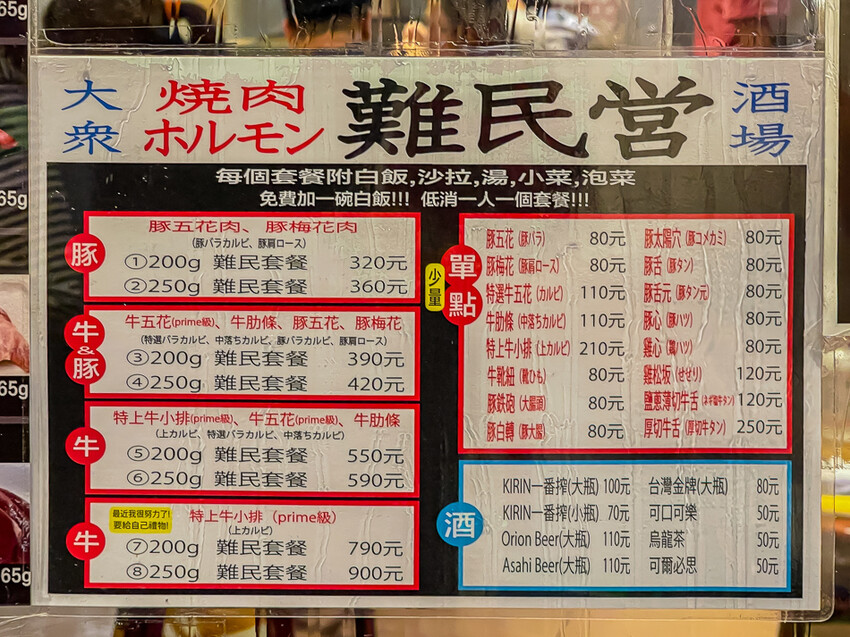 65g
大衆
燒肉
ホルモン
難民営
酒場
每個套餐附白飯,沙拉,湯,小菜,泡菜
免費加一碗白飯!!! 低消一人一個套餐!!!
65g
豚
豚五花肉、豚梅花肉
(豚バラカルビ、豚肩ロース)
①200g 難民套餐 320元
②250g 難民套餐 360元
牛&豚
牛五花(prime級)、牛肋條、豚五花、豚梅花
(特選バラカルビ、中落ちカルビ、豚バラカルビ、豚肩ロース)
③200g 難民套餐 390元
④250g 難民套餐 420元
65g
牛
特上牛小排(prime級)、牛五花(prime級)、牛肋條
(上カルビ、特選バラカルビ、中落ちカルビ)
⑤200g 難民套餐 550元
⑥250g 難民套餐 590元
牛
最近我很努力了!
要給自己禮物!
特上牛小排 (prime級)
(上カルビ)
⑦200g 難民套餐 790元
⑧250g 難民套餐 900元
65g
少量
單點
豚五花 (豚バラ) 80元 豚太陽穴 (豚コメカミ) 80元
豚梅花 (豚肩ロース) 80元 豚舌 (豚タン) 80元
特選牛五花 (カルビ) 110元 豚舌元 (豚タン元) 80元
牛肋條 (中落ちカルビ) 110元 豚心 (豚ハツ) 80元
特上牛小排 (上カルビ) 210元 雞心 (鶏ハツ) 80元
牛靴紐 (靴ひも) 80元 雞松坂 (せせり) 120元
豚鉄砲 (大腸頭) 80元 鹽蔥薄切牛舌 (ネギ塩牛タン) 120元
豚白轉 (豚大腸) 80元 厚切牛舌 (厚切牛タン) 250元
酒
KIRIN一番搾(大瓶) 100元 台灣金牌(大瓶) 80元
KIRIN一番搾(小瓶) 70元 可口可樂 50元
Orion Beer(大瓶) 110元 烏龍茶 50元
Asahi Beer(大瓶) 110元 可爾必思 50元